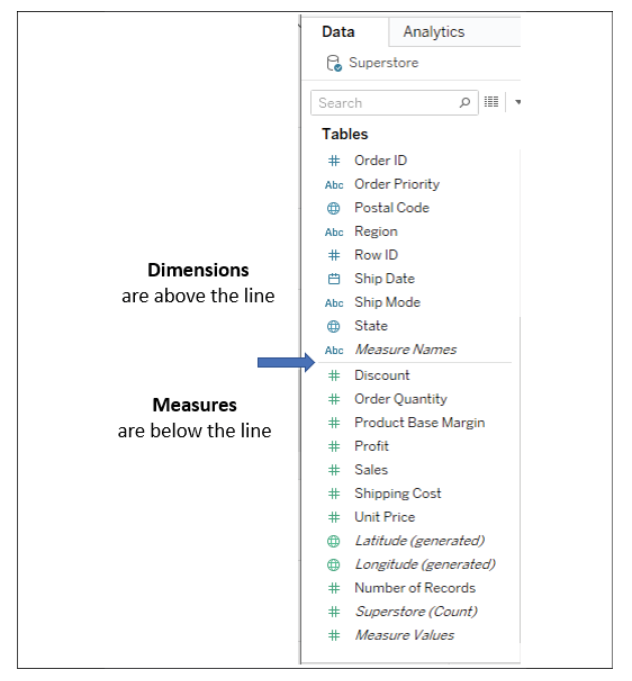 Data Analytics
Superstore
Search
Tables
# Order ID
Abc Order Priority
Postal Code
Abc Region
# Row ID
Dimensions
are above the line
Ship Date
Abc Ship Mode
State
Abc Measure Names
Measures
are below the line
# Discount
# Order Quantity
# Product Base Margin
# Profit
# Sales
# Shipping Cost
# Unit Price
Latitude (generated)
Longitude (generated)
# Number of Records
# Superstore (Count)
# Measure Values